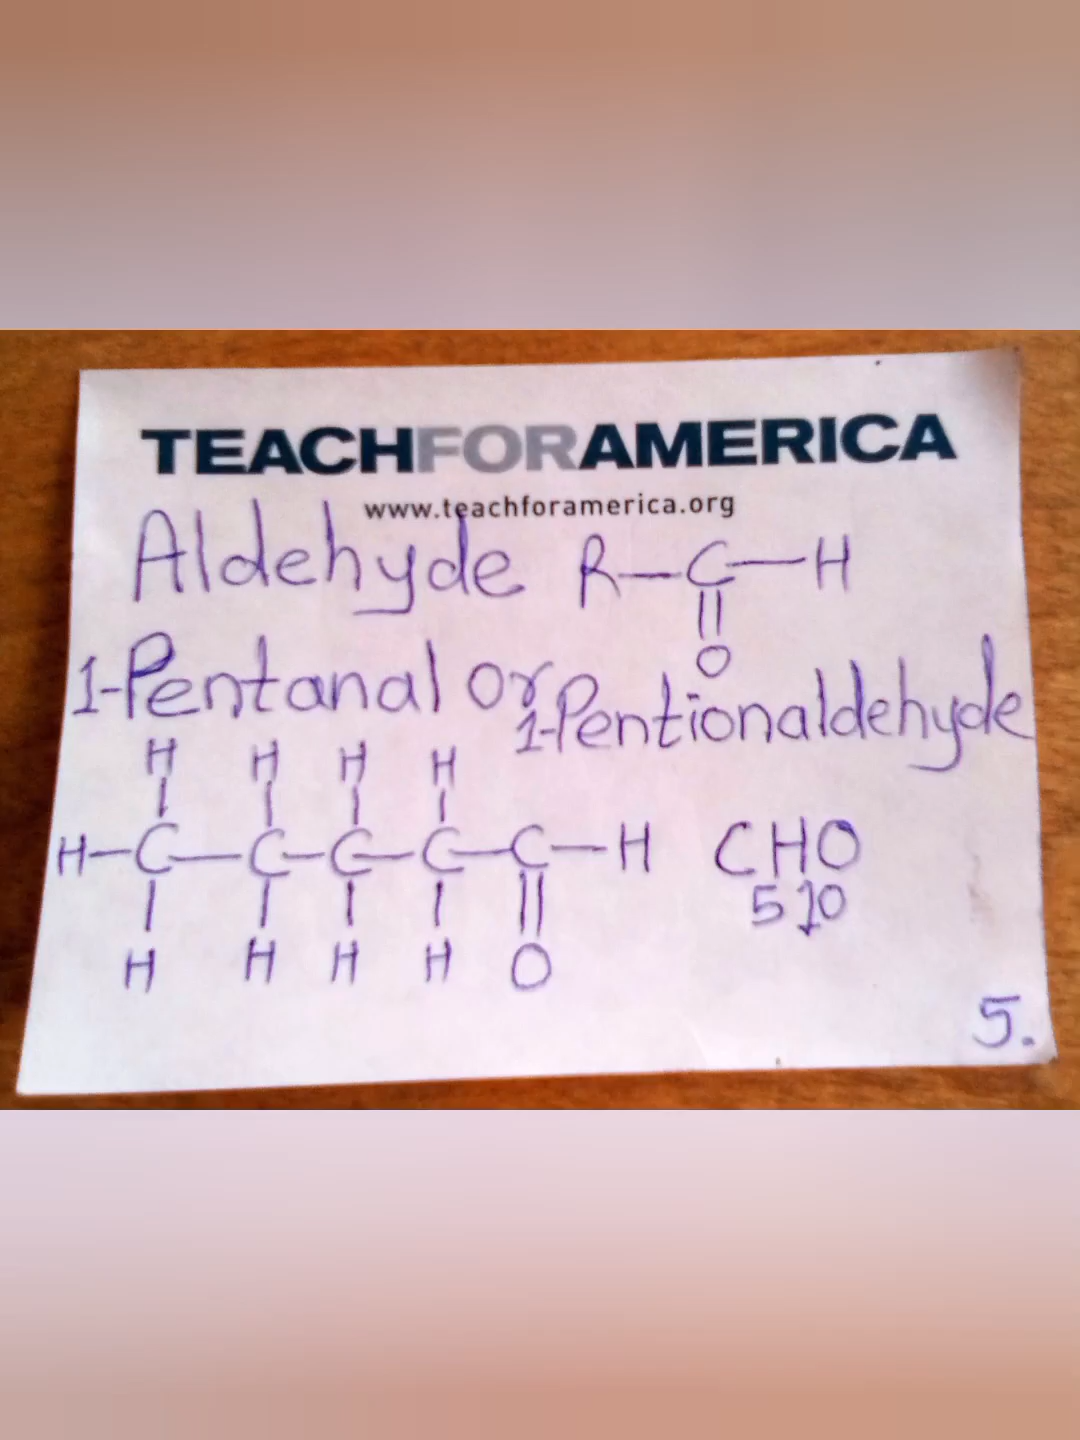 TEACHFORAMERICA
www.teachforamerica.org
Aldehyde R-C-H
||
O
1-Pentanal or 1-Pentionaldehyde
H H H H
| | | |
H-C-C-C-C-C-H CHO
| | | | || 5 10
H H H H O
5.